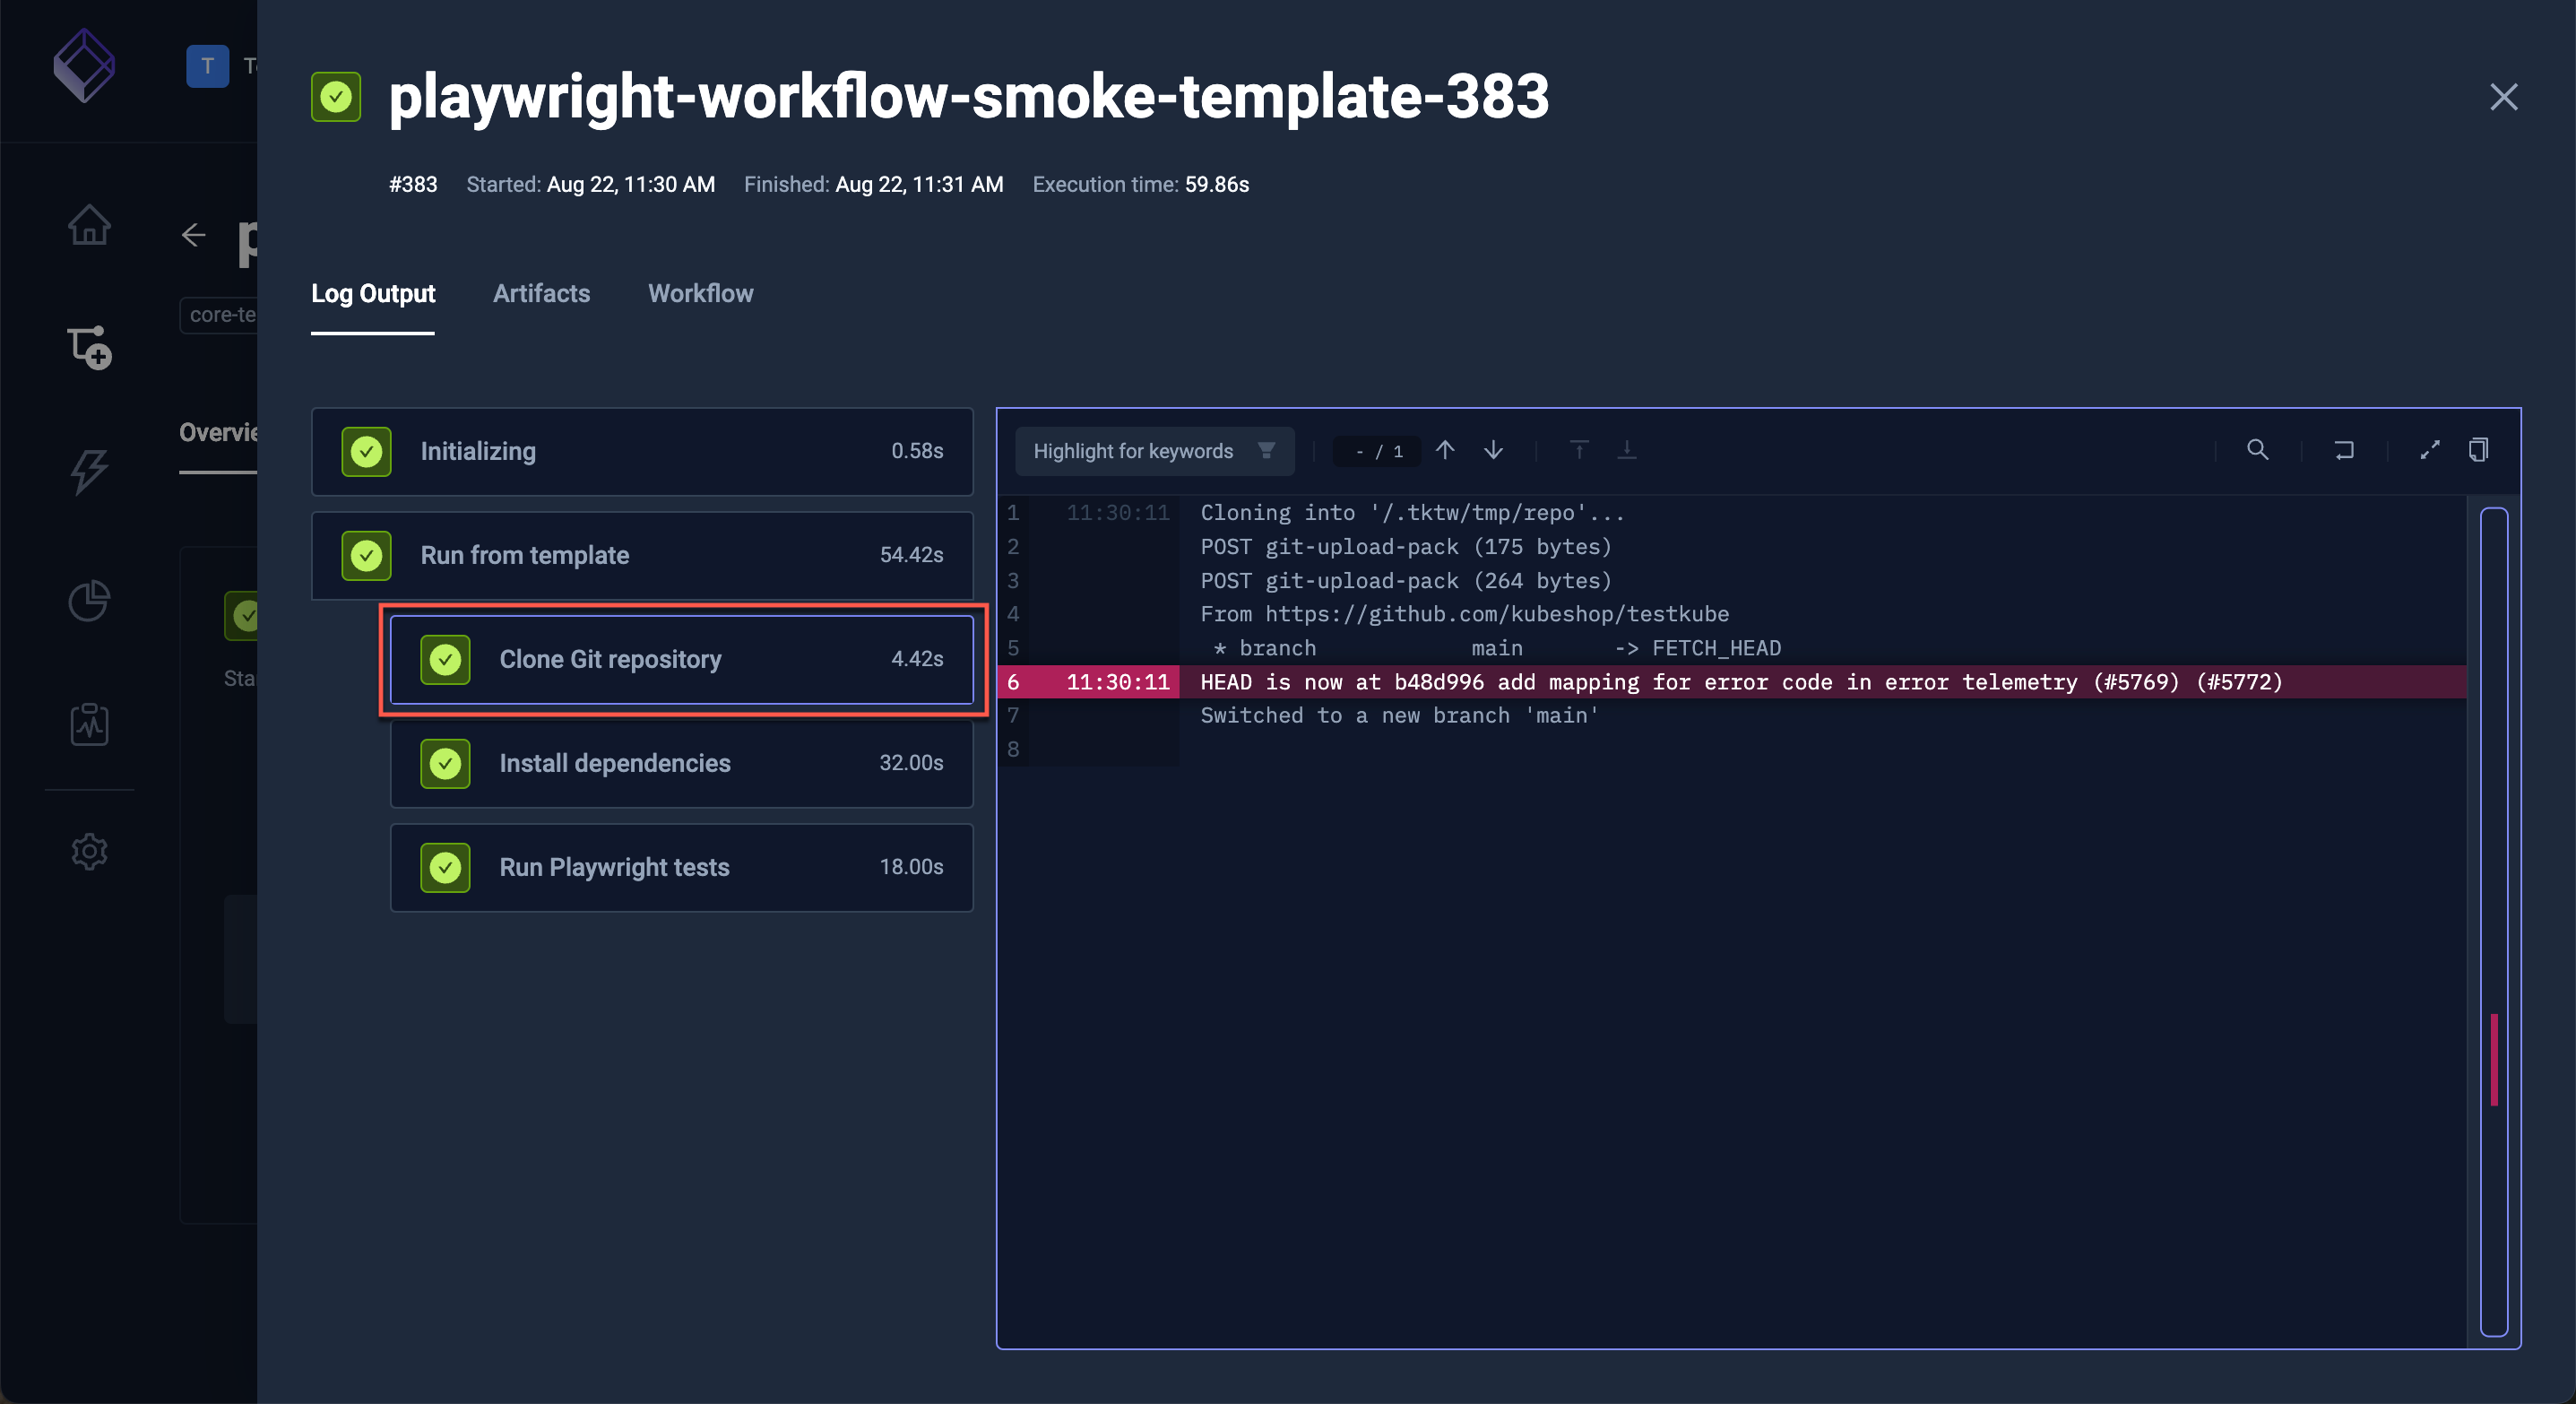 T
playwright-workflow-smoke-template-383
#383 Started: Aug 22, 11:30 AM Finished: Aug 22, 11:31 AM Execution time: 59.86s
core-te
Overvie
Sta
Log Output Artifacts Workflow
Initializing 0.58s
Run from template 54.42s
Clone Git repository 4.42s
Install dependencies 32.00s
Run Playwright tests 18.00s
Highlight for keywords - / 1
1 11:30:11 Cloning into '/.tktw/tmp/repo'...
2 POST git-upload-pack (175 bytes)
3 POST git-upload-pack (264 bytes)
4 From https://github.com/kubeshop/testkube
5 * branch main -> FETCH_HEAD
6 11:30:11 HEAD is now at b48d996 add mapping for error code in error telemetry (#5769) (#5772)
7 Switched to a new branch 'main'
8